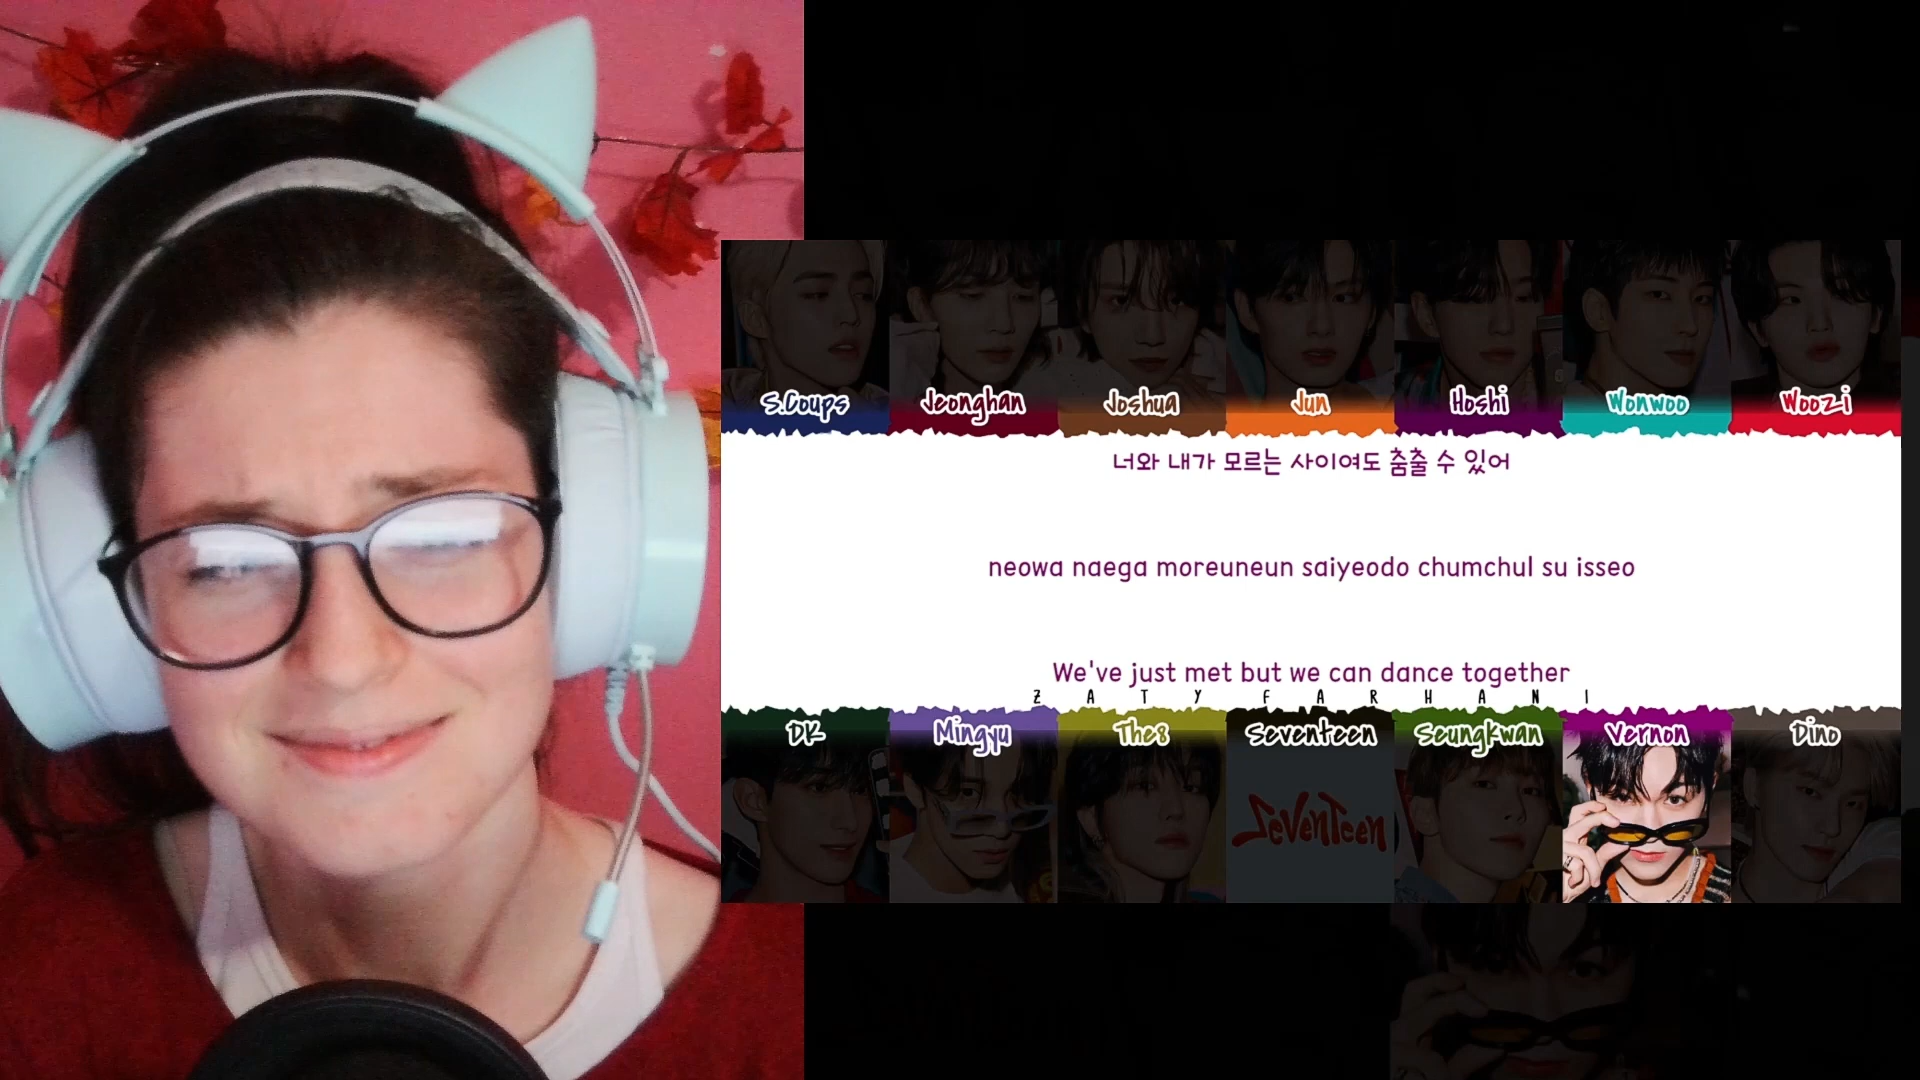 S.Coups Jeonghan Joshua Jun Hoshi Wonwoo Woozi
너와 내가 모르는 사이여도 춤출 수 있어
neowa naega moreuneun saiyeodo chumchul su isseo
We've just met but we can dance together
ZATY FARHANI
DK Mingyu The8 Seventeen Seungkwan Vernon Dino
SEVENTEEN